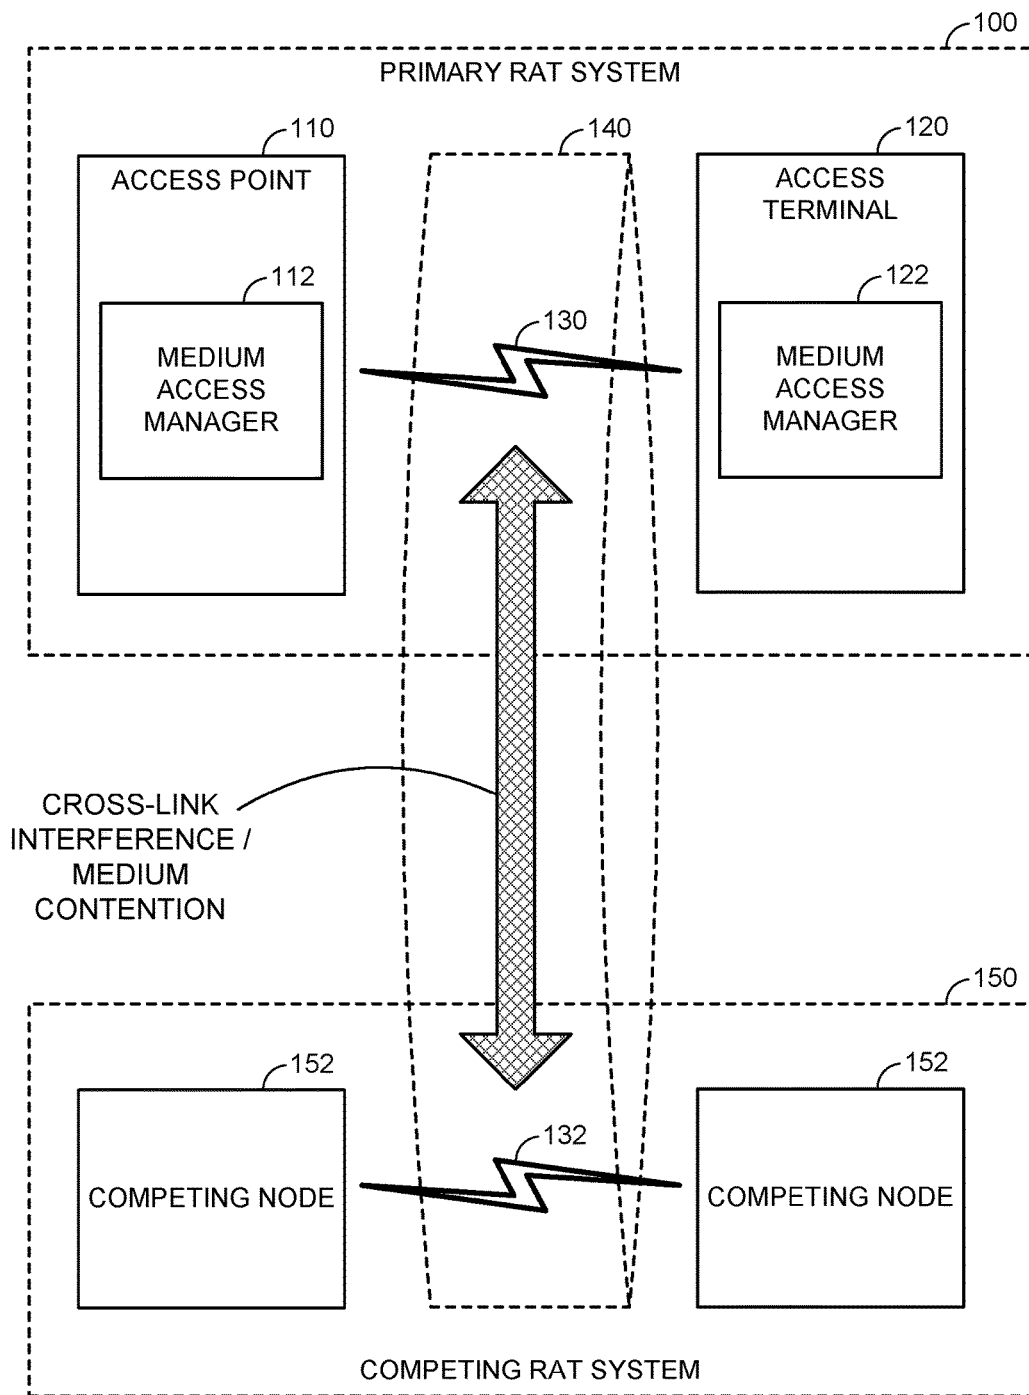 100
PRIMARY RAT SYSTEM
110
140
120
ACCESS POINT
ACCESS
TERMINAL
112
122
130
MEDIUM
ACCESS
MANAGER
MEDIUM
ACCESS
MANAGER
CROSS-LINK
INTERFERENCE /
MEDIUM
CONTENTION
150
152
152
132
COMPETING NODE
COMPETING NODE
COMPETING RAT SYSTEM